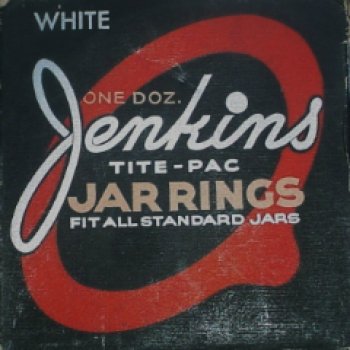 WHITE
ONE DOZ.
Jenkins
TITE-PAC
JAR RINGS
FIT ALL STANDARD JARS